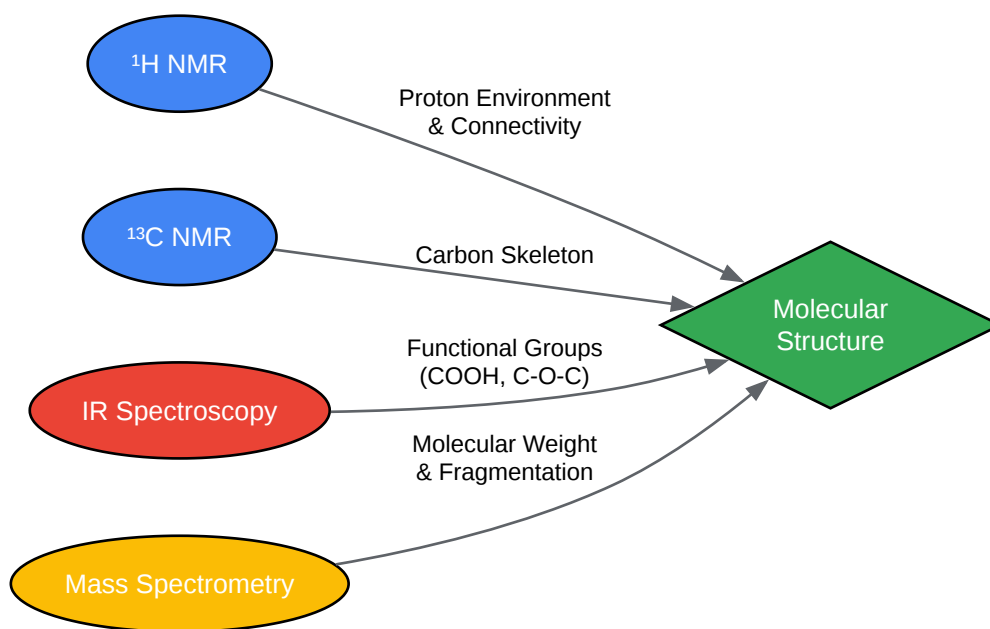 ¹H NMR
Proton Environment
& Connectivity
¹³C NMR
Carbon Skeleton
Molecular
Structure
Functional Groups
(COOH, C-O-C)
IR Spectroscopy
Molecular Weight
& Fragmentation
Mass Spectrometry